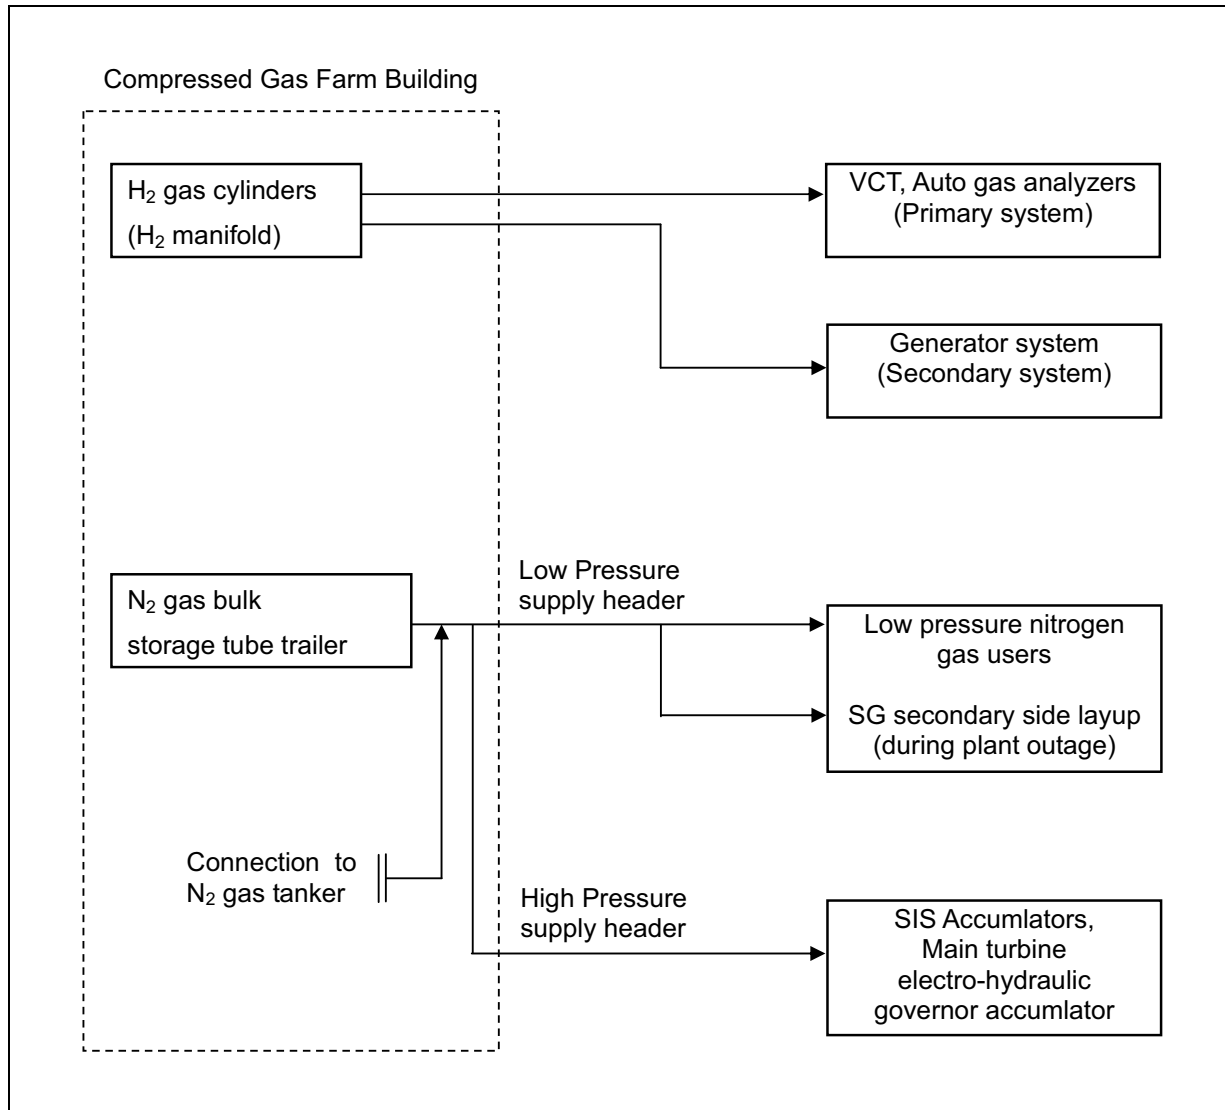 Compressed Gas Farm Building
H₂ gas cylinders
(H₂ manifold)
VCT, Auto gas analyzers
(Primary system)
Generator system
(Secondary system)
N₂ gas bulk
storage tube trailer
Low Pressure
supply header
Low pressure nitrogen
gas users
SG secondary side layup
(during plant outage)
Connection to
N₂ gas tanker
High Pressure
supply header
SIS Accumlators,
Main turbine
electro-hydraulic
governor accumlator